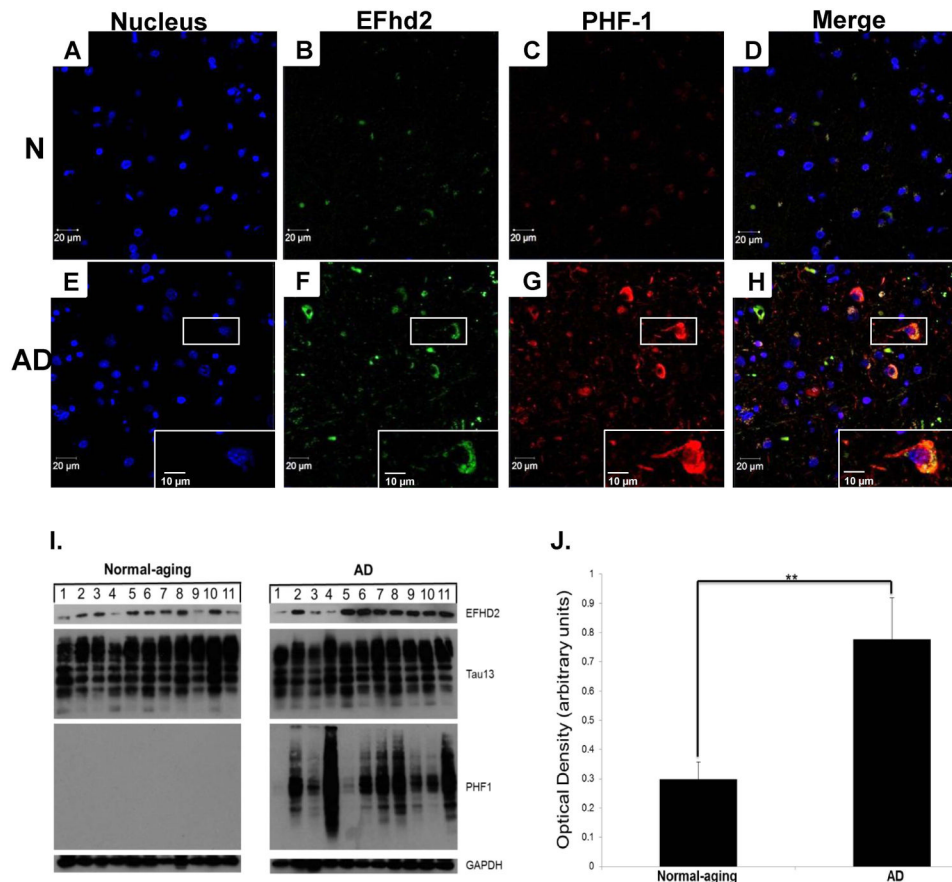 Nucleus EFhd2 PHF-1 Merge
A B C D
N
20 µm 20 µm 20 µm 20 µm
E F G H
AD
20 µm 10 µm 20 µm 10 µm 20 µm 10 µm 20 µm 10 µm
I. J.
Normal-aging AD
1 2 3 4 5 6 7 8 9 10 11 1 2 3 4 5 6 7 8 9 10 11
EFHD2
Tau13
PHF1
GAPDH
Optical Density (arbitrary units)
1
0.9
0.8
0.7
0.6
0.5
0.4
0.3
0.2
0.1
0
**
Normal-aging AD